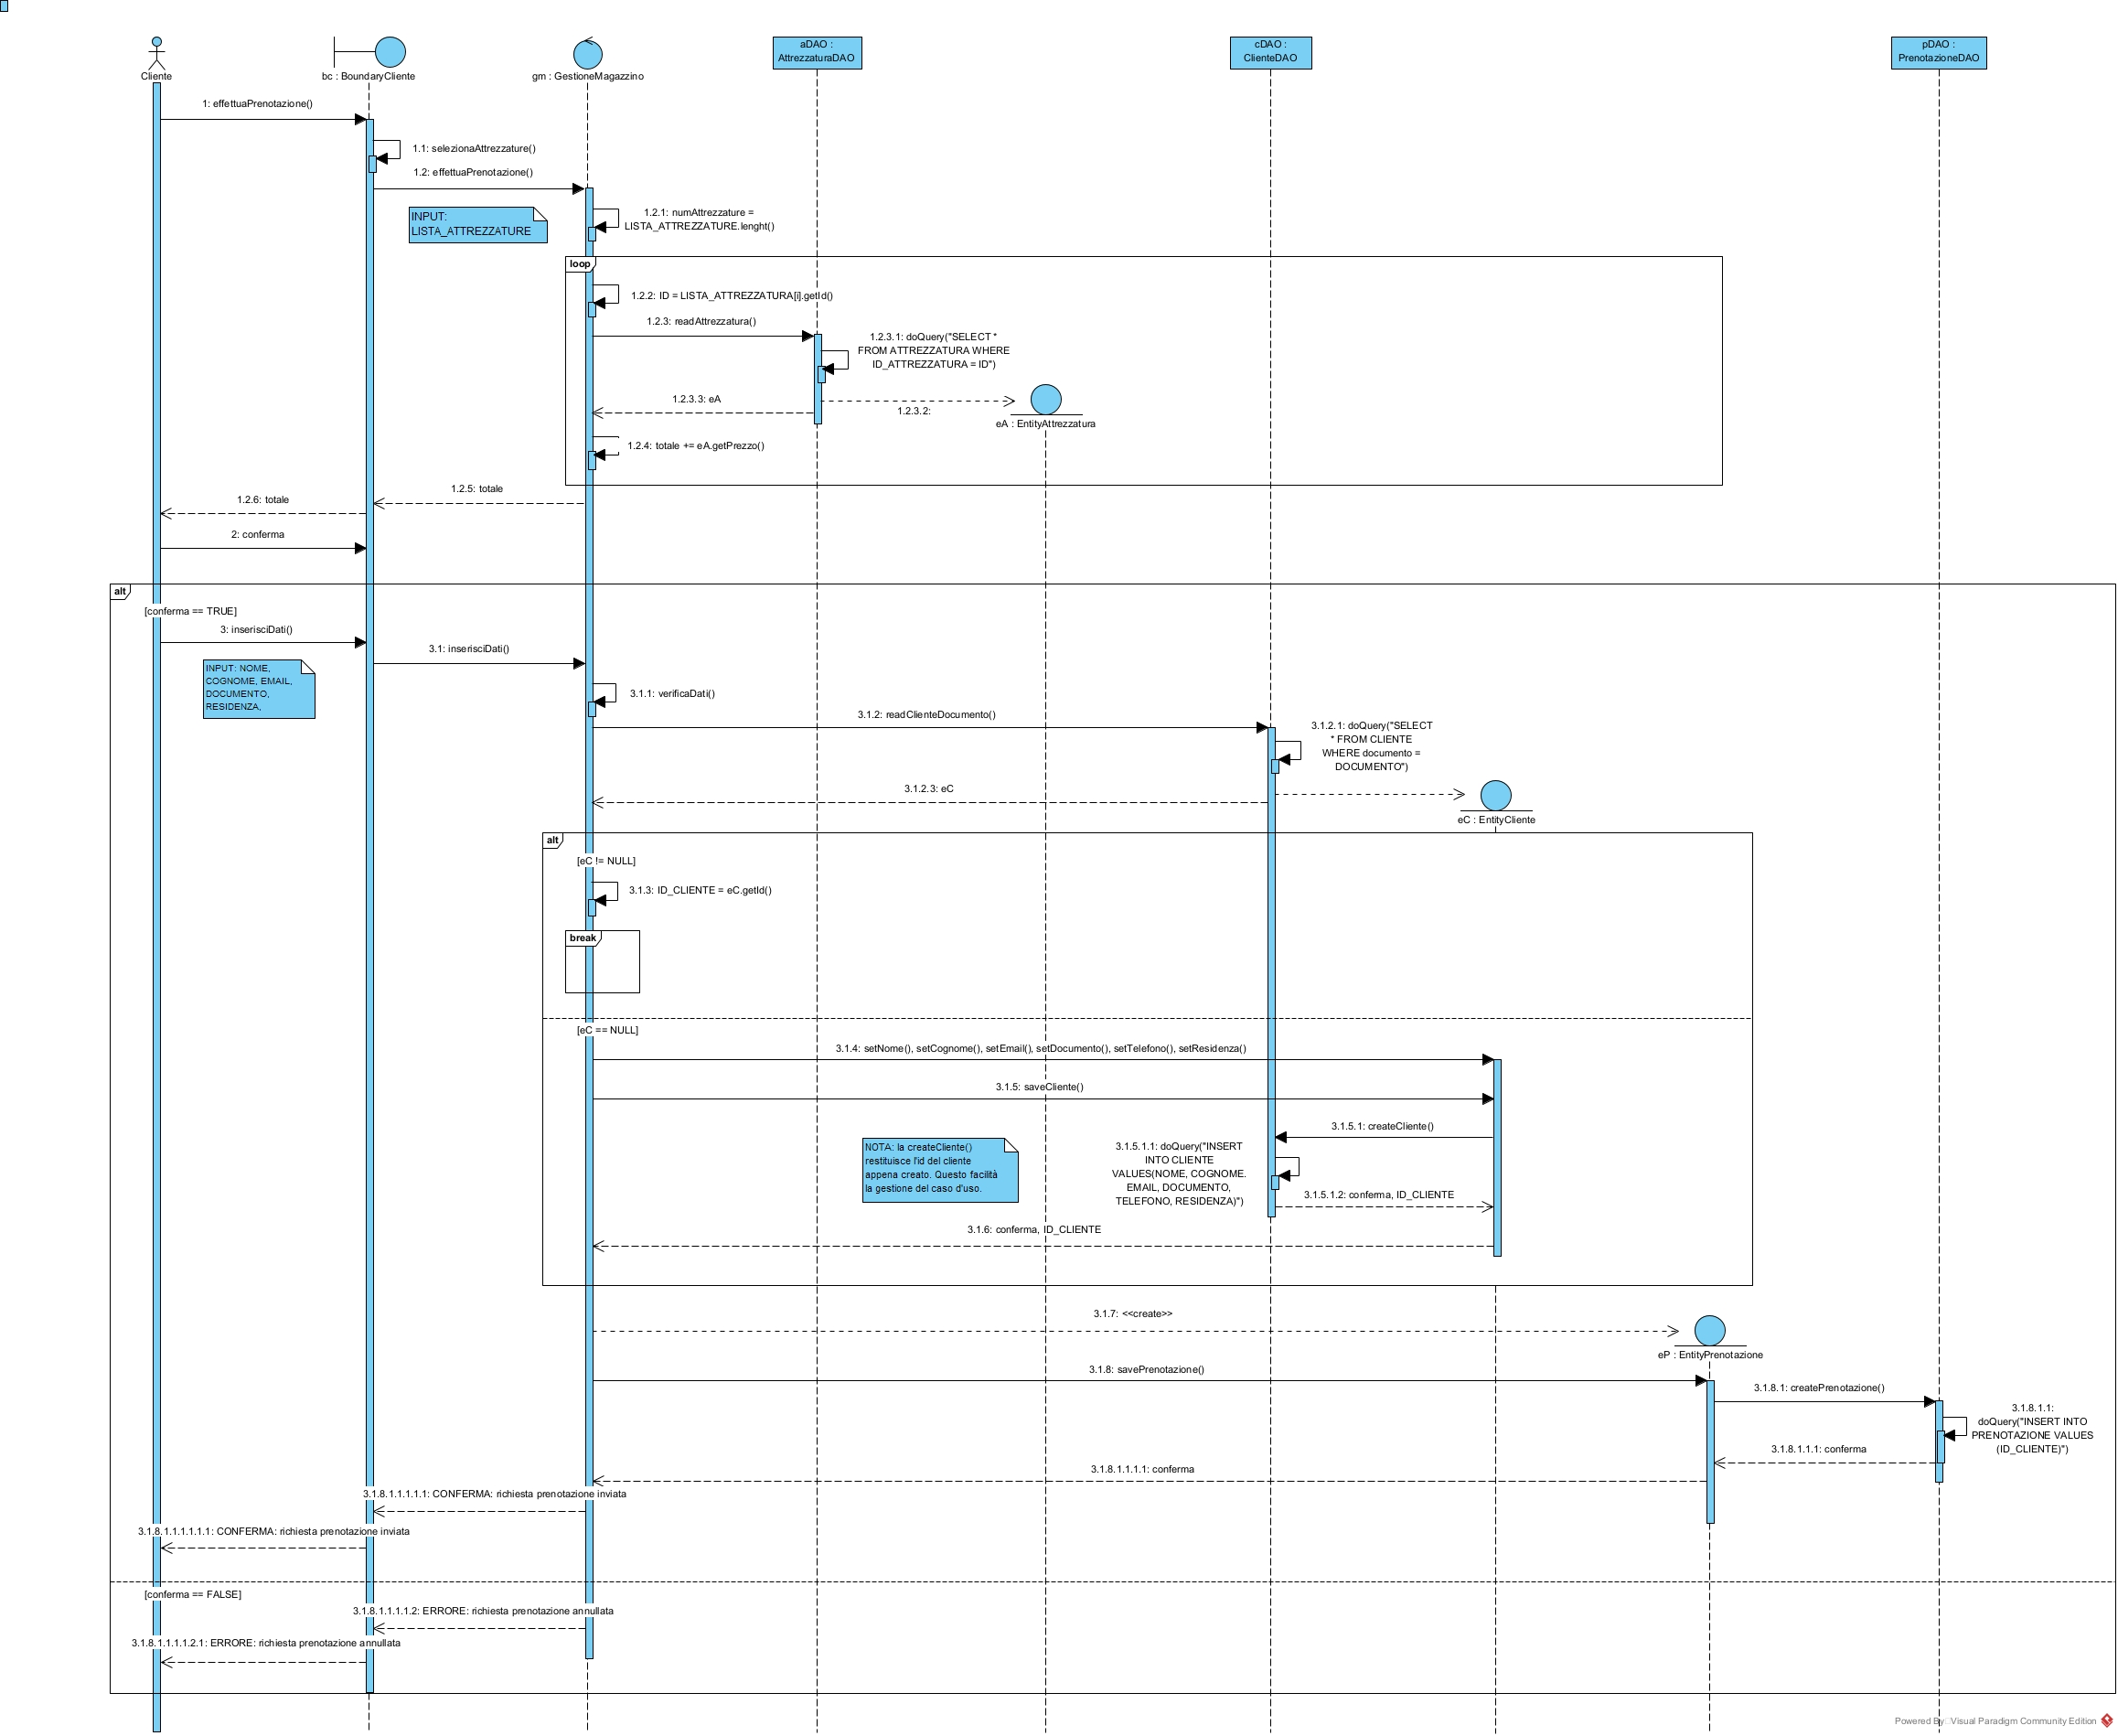 aDAO :
AttrezzaturaDAO
cDAO :
ClienteDAO
pDAO :
PrenotazioneDAO
Cliente
bc : BoundaryCliente
gm : GestioneMagazzino
1: effettuaPrenotazione()
1.1: selezionaAttrezzature()
1.2: effettuaPrenotazione()
INPUT:
LISTA_ATTREZZATURE
1.2.1: numAttrezzature =
LISTA_ATTREZZATURE.lenght()
loop
1.2.2: ID = LISTA_ATTREZZATURA[i].getId()
1.2.3: readAttrezzatura()
1.2.3.1: doQuery("SELECT *
FROM ATTREZZATURA WHERE
ID_ATTREZZATURA = ID")
1.2.3.3: eA
1.2.3.2:
eA : EntityAttrezzatura
1.2.4: totale += eA.getPrezzo()
1.2.5: totale
1.2.6: totale
2: conferma
alt
[conferma == TRUE]
3: inserisciDati()
3.1: inserisciDati()
INPUT: NOME,
COGNOME, EMAIL,
DOCUMENTO,
RESIDENZA,
3.1.1: verificaDati()
3.1.2: readClienteDocumento()
3.1.2.1: doQuery("SELECT
* FROM CLIENTE
WHERE documento =
DOCUMENTO")
3.1.2.3: eC
eC : EntityCliente
alt
[eC != NULL]
3.1.3: ID_CLIENTE = eC.getId()
break
[eC == NULL]
3.1.4: setNome(), setCognome(), setEmail(), setDocumento(), setTelefono(), setResidenza()
3.1.5: saveCliente()
3.1.5.1: createCliente()
NOTA: la createCliente()
restituisce l'id del cliente
appena creato. Questo facilità
la gestione del caso d'uso.
3.1.5.1.1: doQuery("INSERT
INTO CLIENTE
VALUES(NOME, COGNOME.
EMAIL, DOCUMENTO,
TELEFONO, RESIDENZA)")
3.1.5.1.2: conferma, ID_CLIENTE
3.1.6: conferma, ID_CLIENTE
3.1.7: <<create>>
eP : EntityPrenotazione
3.1.8: savePrenotazione()
3.1.8.1: createPrenotazione()
3.1.8.1.1:
doQuery("INSERT INTO
PRENOTAZIONE VALUES
(ID_CLIENTE)")
3.1.8.1.1.1: conferma
3.1.8.1.1.1.1: conferma
3.1.8.1.1.1.1.1: CONFERMA: richiesta prenotazione inviata
3.1.8.1.1.1.1.1.1: CONFERMA: richiesta prenotazione inviata
[conferma == FALSE]
3.1.8.1.1.1.1.2: ERRORE: richiesta prenotazione annullata
3.1.8.1.1.1.1.2.1: ERRORE: richiesta prenotazione annullata
Powered By Visual Paradigm Community Edition